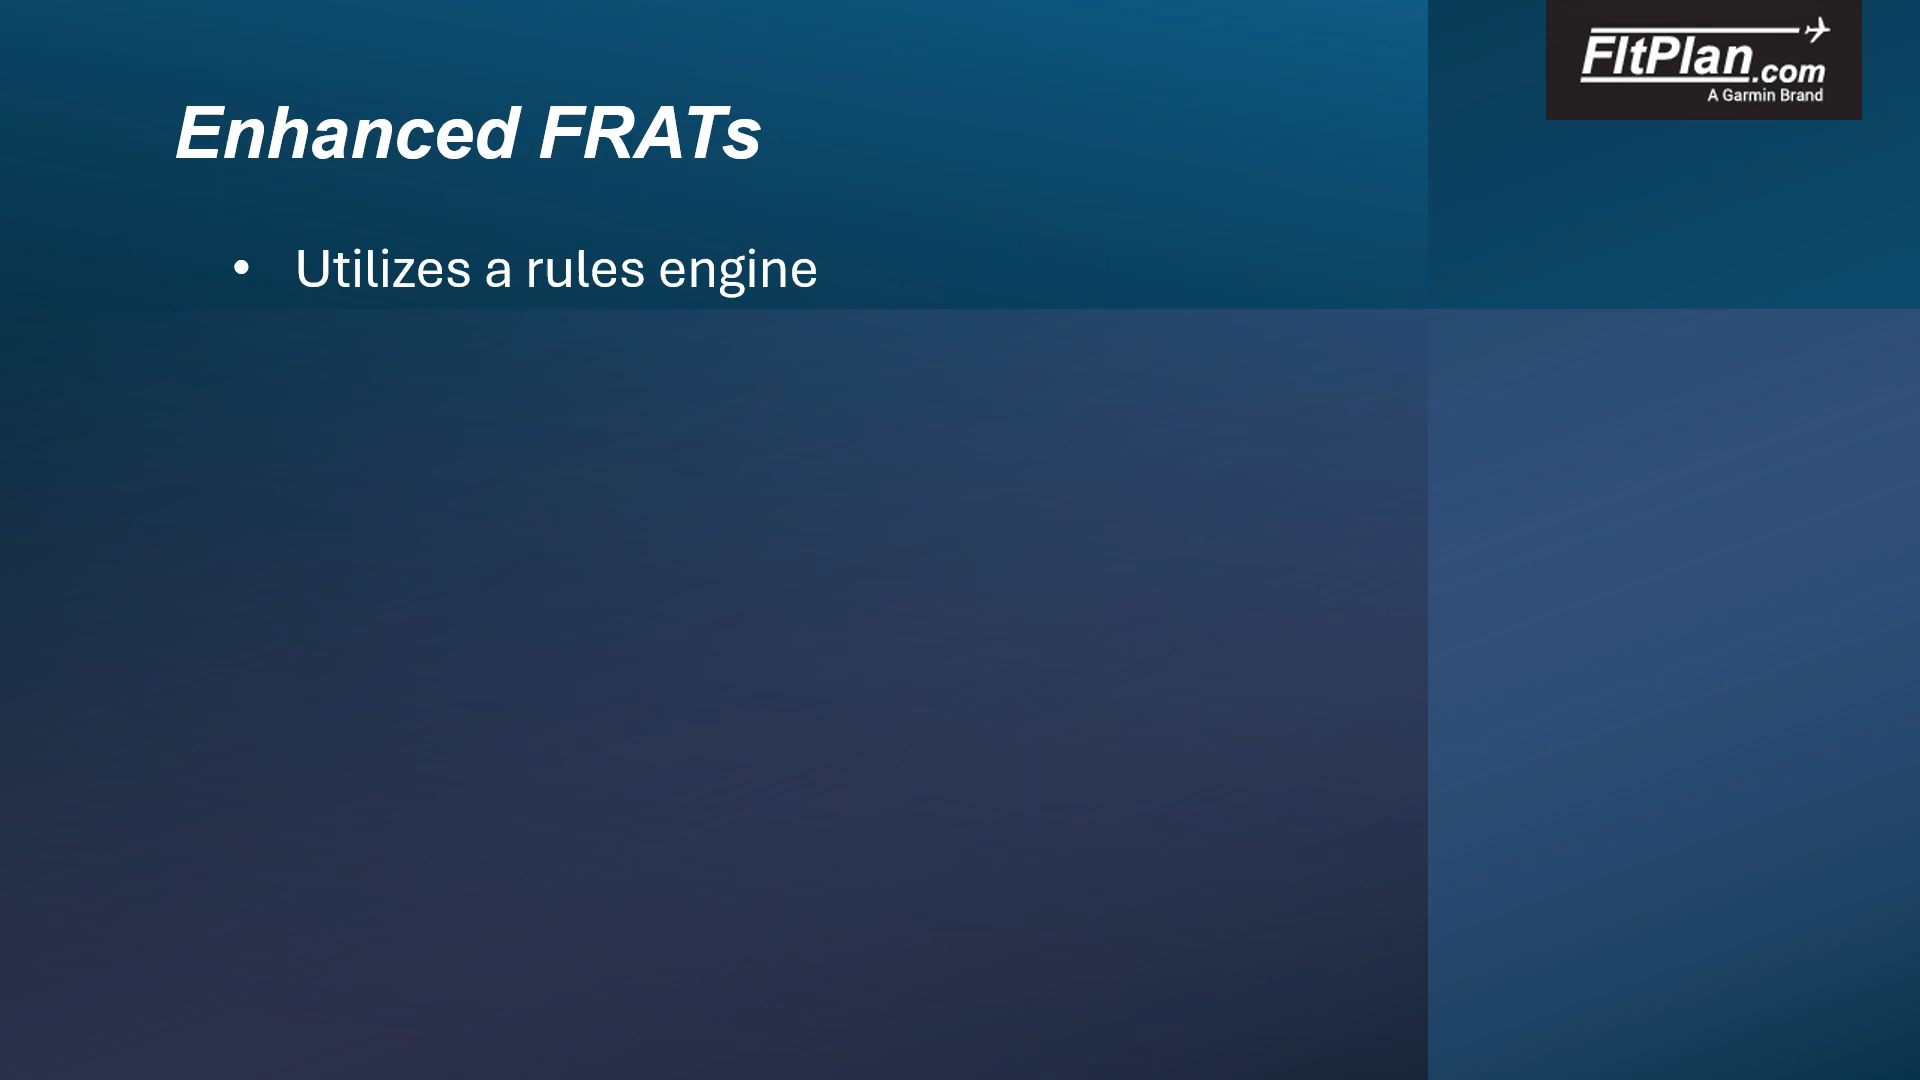 FltPlan.com
A Garmin Brand
Enhanced FRATs
• Utilizes a rules engine